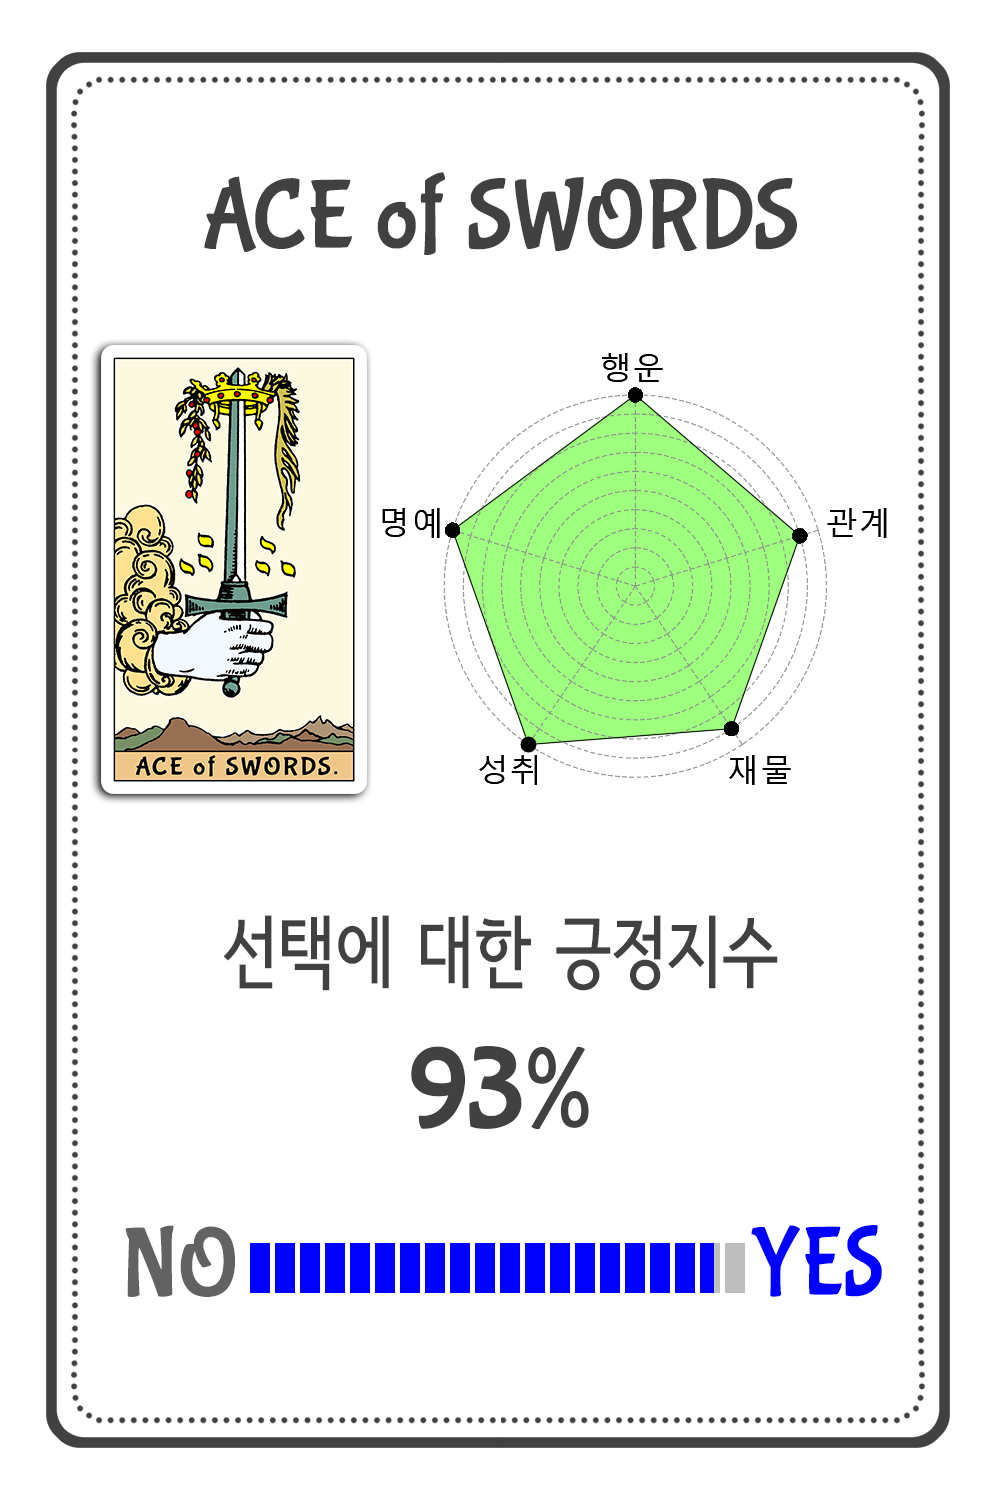 ACE of SWORDS
행운
명예
관계
성취
재물
ACE of SWORDS.
선택에 대한 긍정지수
93%
NO YES